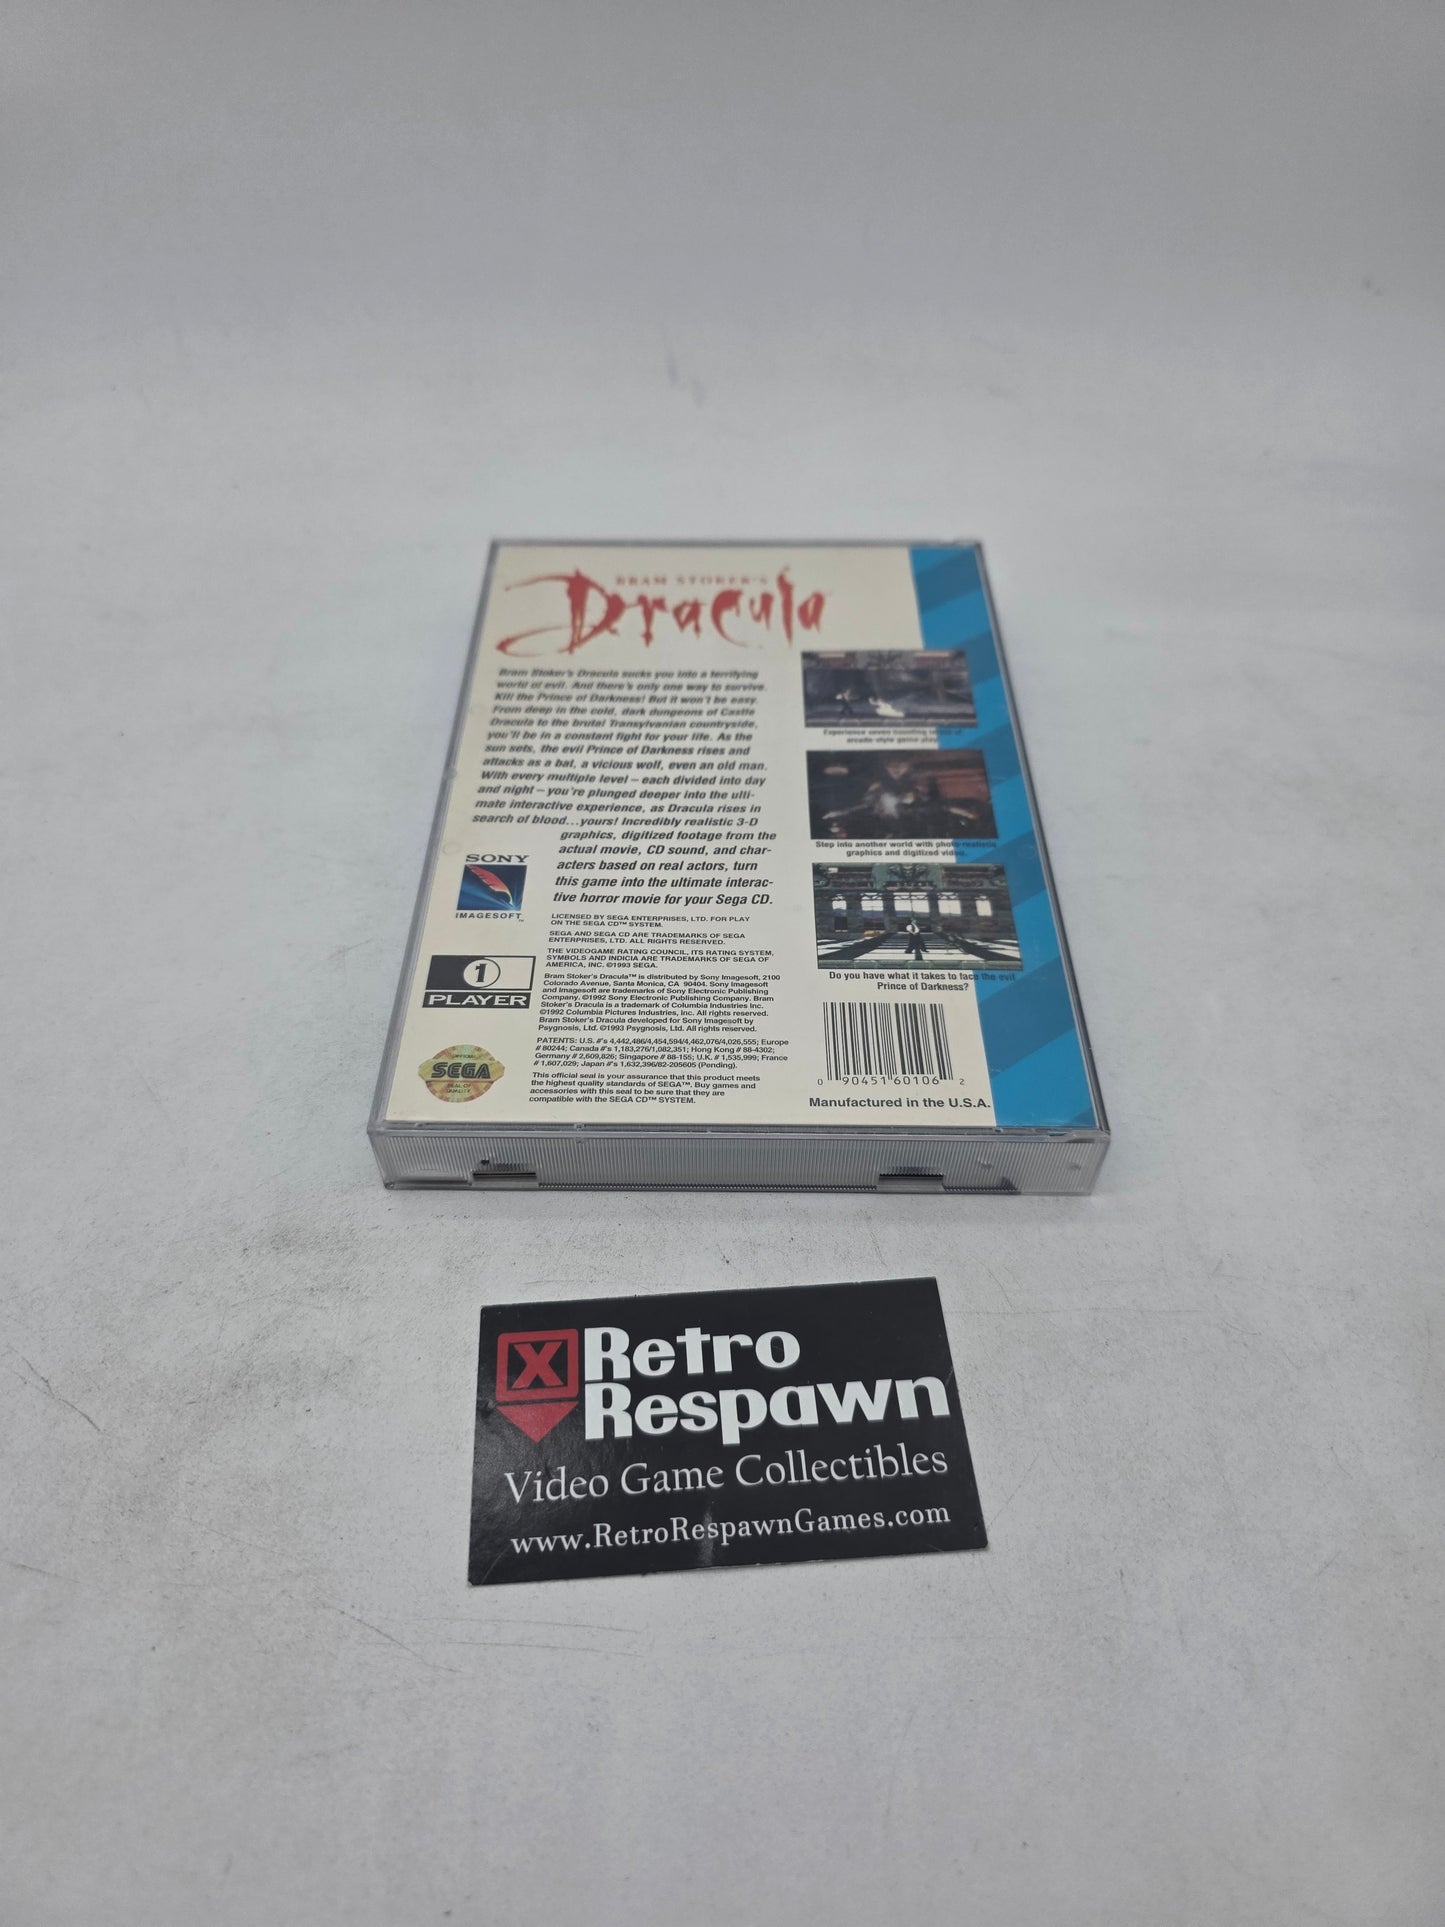 BRAM STOKER'S
Dracula
Bram Stoker's Dracula sucks you into a terrifying
world of evil. And there's only one way to survive.
Kill the Prince of Darkness! But it won't be easy.
From deep in the cold, dark dungeons of Castle
Dracula to the brutal Transylvanian countryside,
you'll be in a constant fight for your life. As the
sun sets, the evil Prince of Darkness rises and
attacks as a bat, a vicious wolf, even an old man.
With every multiple level – each divided into day
and night – you're plunged deeper into the ulti-
mate interactive experience, as Dracula rises in
search of blood...yours! Incredibly realistic 3-D
graphics, digitized footage from the
actual movie, CD sound, and char-
acters based on real actors, turn
this game into the ultimate interac-
tive horror movie for your Sega CD.
Experience seven haunting levels of
arcade-style game play.
Step into another world with photo-realistic
graphics and digitized video.
Do you have what it takes to face the evil
Prince of Darkness?
SONY
IMAGESOFT™
LICENSED BY SEGA ENTERPRISES, LTD. FOR PLAY
ON THE SEGA CD™ SYSTEM.
SEGA AND SEGA CD ARE TRADEMARKS OF SEGA
ENTERPRISES, LTD. ALL RIGHTS RESERVED.
THE VIDEOGAME RATING COUNCIL, ITS RATING SYSTEM,
SYMBOLS AND INDICIA ARE TRADEMARKS OF SEGA OF
AMERICA, INC. ©1993 SEGA.
1
PLAYER
Bram Stoker's Dracula™ is distributed by Sony Imagesoft, 2100
Colorado Avenue, Santa Monica, CA 90404. Sony Imagesoft
and Imagesoft are trademarks of Sony Electronic Publishing
Company. ©1992 Sony Electronic Publishing Company. Bram
Stoker's Dracula is a trademark of Columbia Industries Inc.
©1992 Columbia Pictures Industries, Inc. All rights reserved.
Bram Stoker's Dracula developed for Sony Imagesoft by
Psygnosis, Ltd. ©1993 Psygnosis, Ltd. All rights reserved.
PATENTS: U.S. #'s 4,442,486/4,454,594/4,462,076/4,026,555; Europe
# 80244; Canada #'s 1,183,276/1,082,351; Hong Kong # 88-4302;
Germany # 2,609,826; Singapore # 88-155; U.K. # 1,535,999; France
# 1,607,029; Japan #'s 1,632,396/82-205605 (Pending).
OFFICIAL
SEGA
SEAL OF
QUALITY
This official seal is your assurance that this product meets
the highest quality standards of SEGA™. Buy games and
accessories with this seal to be sure that they are
compatible with the SEGA CD™ SYSTEM.
0 90451 60106 2
Manufactured in the U.S.A.
X Retro
Respawn
Video Game Collectibles
www.RetroRespawnGames.com